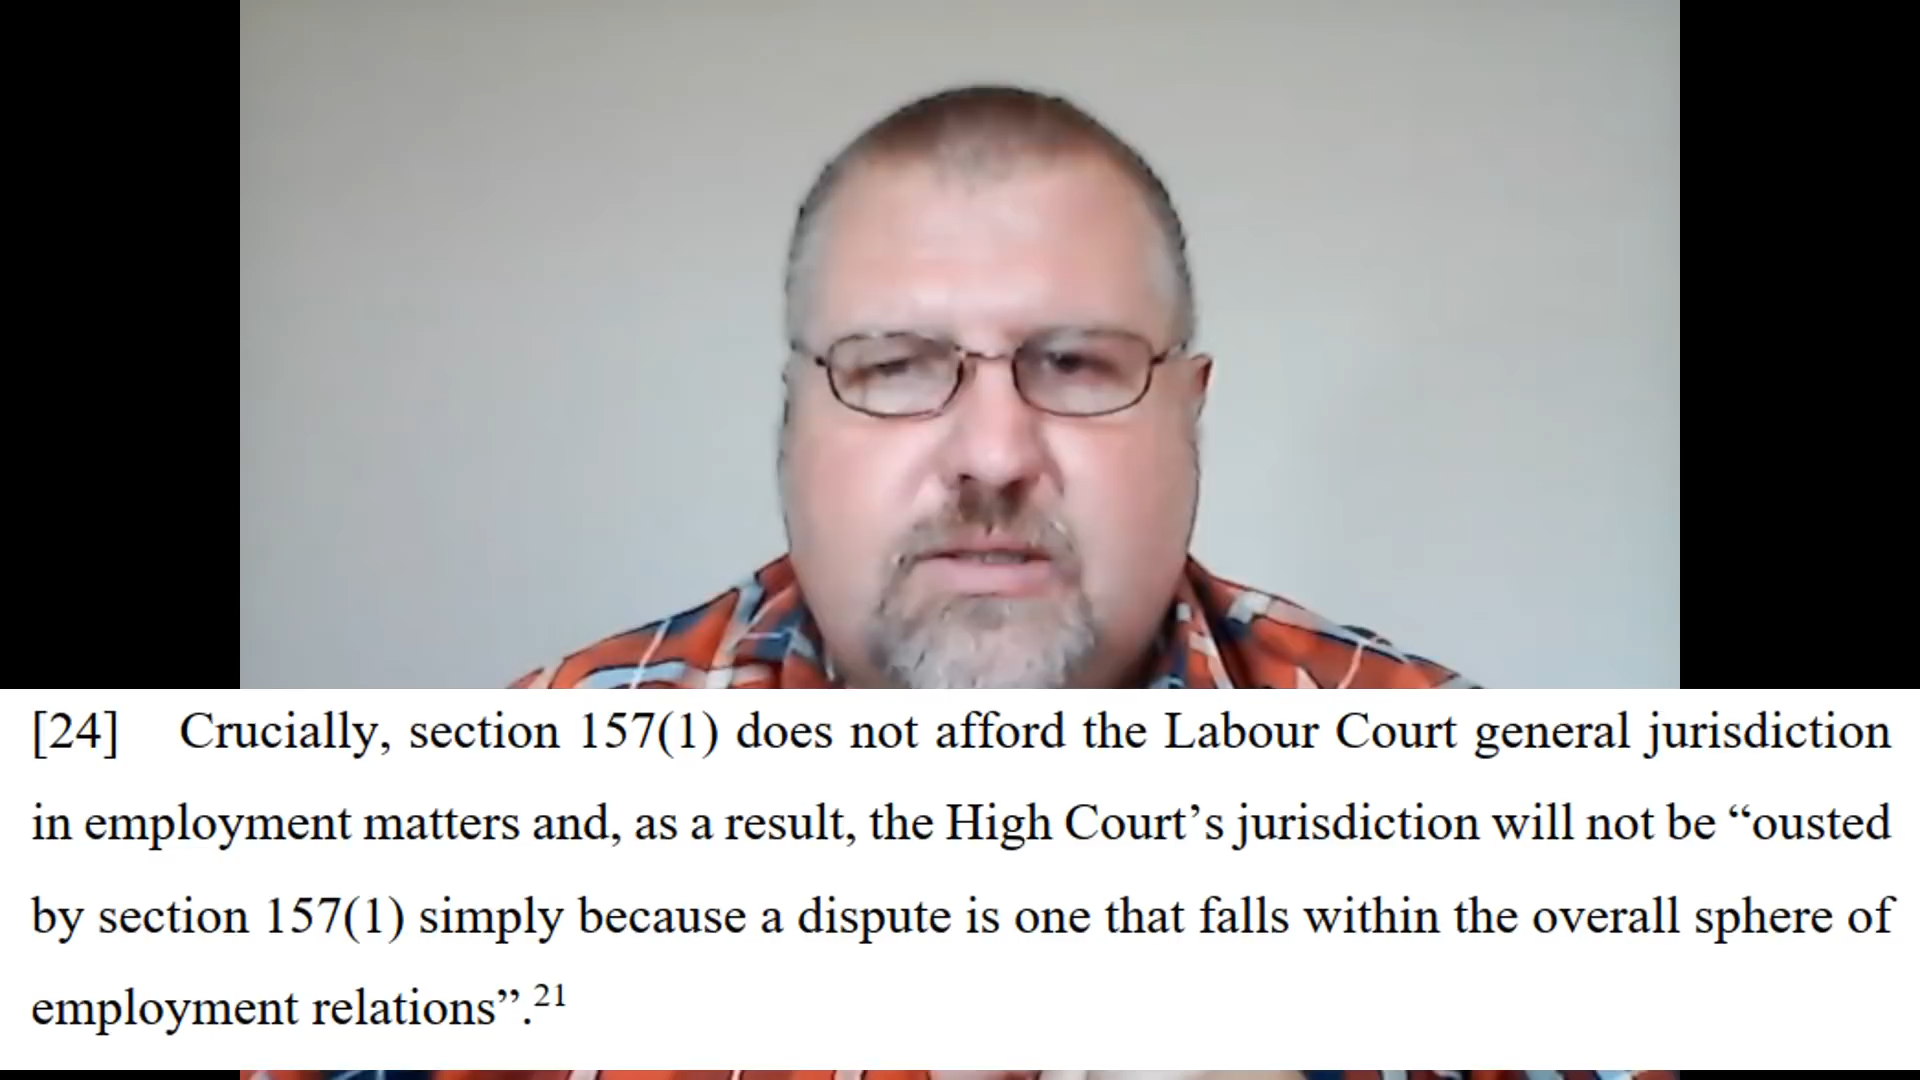 [24] Crucially, section 157(1) does not afford the Labour Court general jurisdiction
in employment matters and, as a result, the High Court’s jurisdiction will not be “ousted
by section 157(1) simply because a dispute is one that falls within the overall sphere of
employment relations”.21